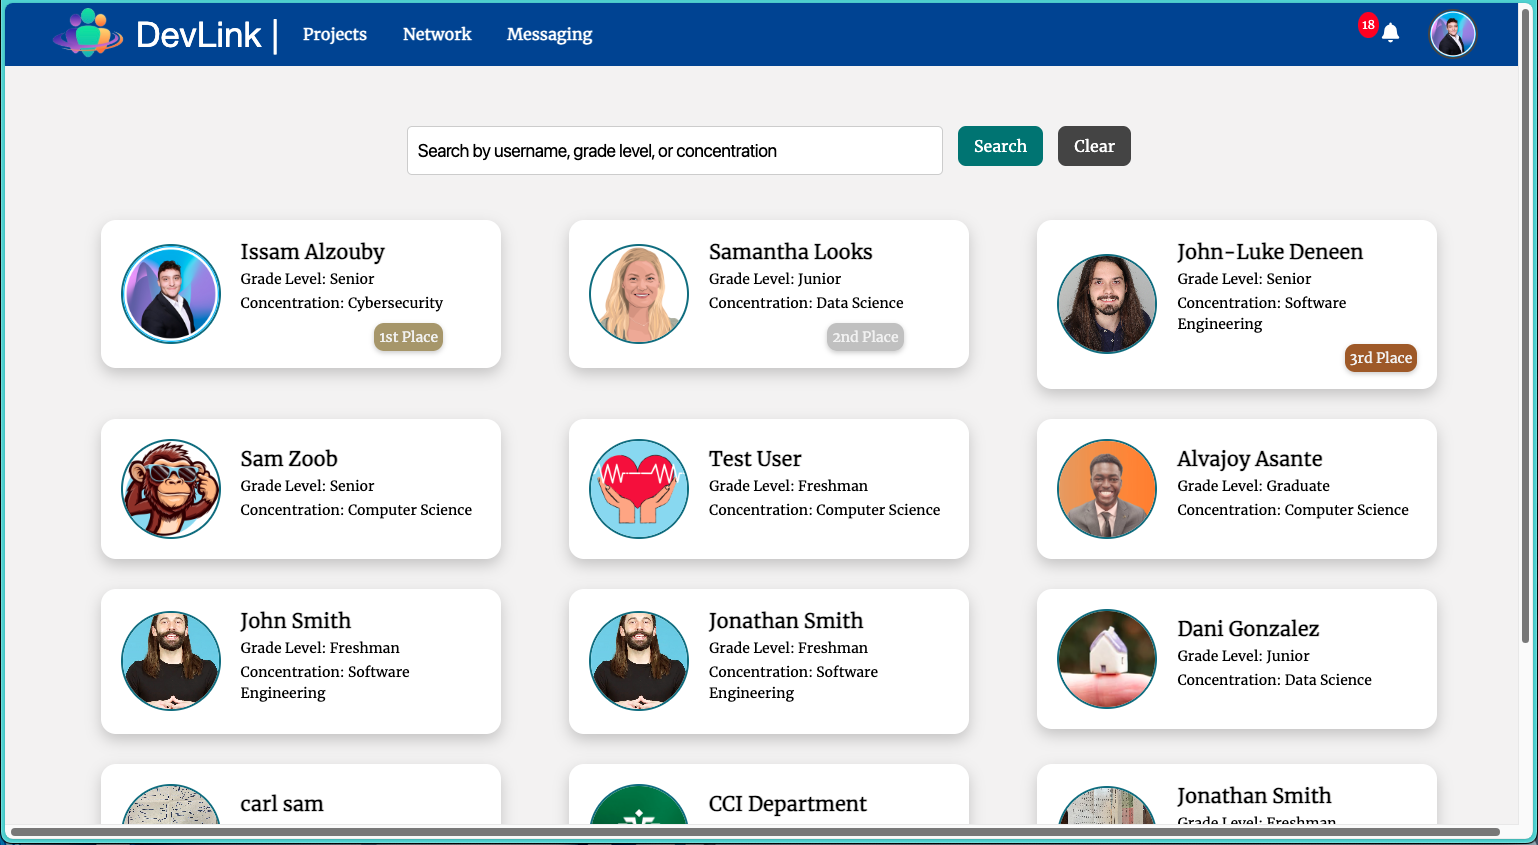 DevLink | Projects Network Messaging 18
Search by username, grade level, or concentration Search Clear
Issam Alzouby
Grade Level: Senior
Concentration: Cybersecurity
1st Place
Samantha Looks
Grade Level: Junior
Concentration: Data Science
2nd Place
John-Luke Deneen
Grade Level: Senior
Concentration: Software
Engineering
3rd Place
Sam Zoob
Grade Level: Senior
Concentration: Computer Science
Test User
Grade Level: Freshman
Concentration: Computer Science
Alvajoy Asante
Grade Level: Graduate
Concentration: Computer Science
John Smith
Grade Level: Freshman
Concentration: Software
Engineering
Jonathan Smith
Grade Level: Freshman
Concentration: Software
Engineering
Dani Gonzalez
Grade Level: Junior
Concentration: Data Science
carl sam
CCI Department
Jonathan Smith
Grade Level: Freshman